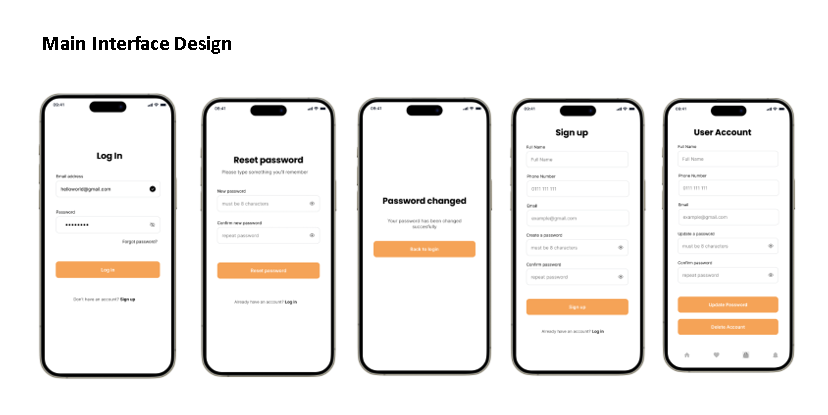 Main Interface Design
Log In
Email address
helloworld@gmail.com
Password
Forgot password?
Log in
Don't have an account? Sign up
09:41
Reset password
Please type something you'll remember
New password
must be 8 characters
Confirm new password
repeat password
Reset password
Already have an account? Log in
Password changed
Your password has been changed
succesfully
Back to login
Sign up
Full Name
Full Name
Phone Number
0111 111 111
Email
example@gmail.com
Create a password
must be 8 characters
Confirm password
repeat password
Sign up
Already have an account? Log in
User Account
Full Name
Full Name
Phone Number
0111 111 111
Email
example@gmail.com
Update a password
must be 8 characters
Confirm password
repeat password
Update Password
Delete Account